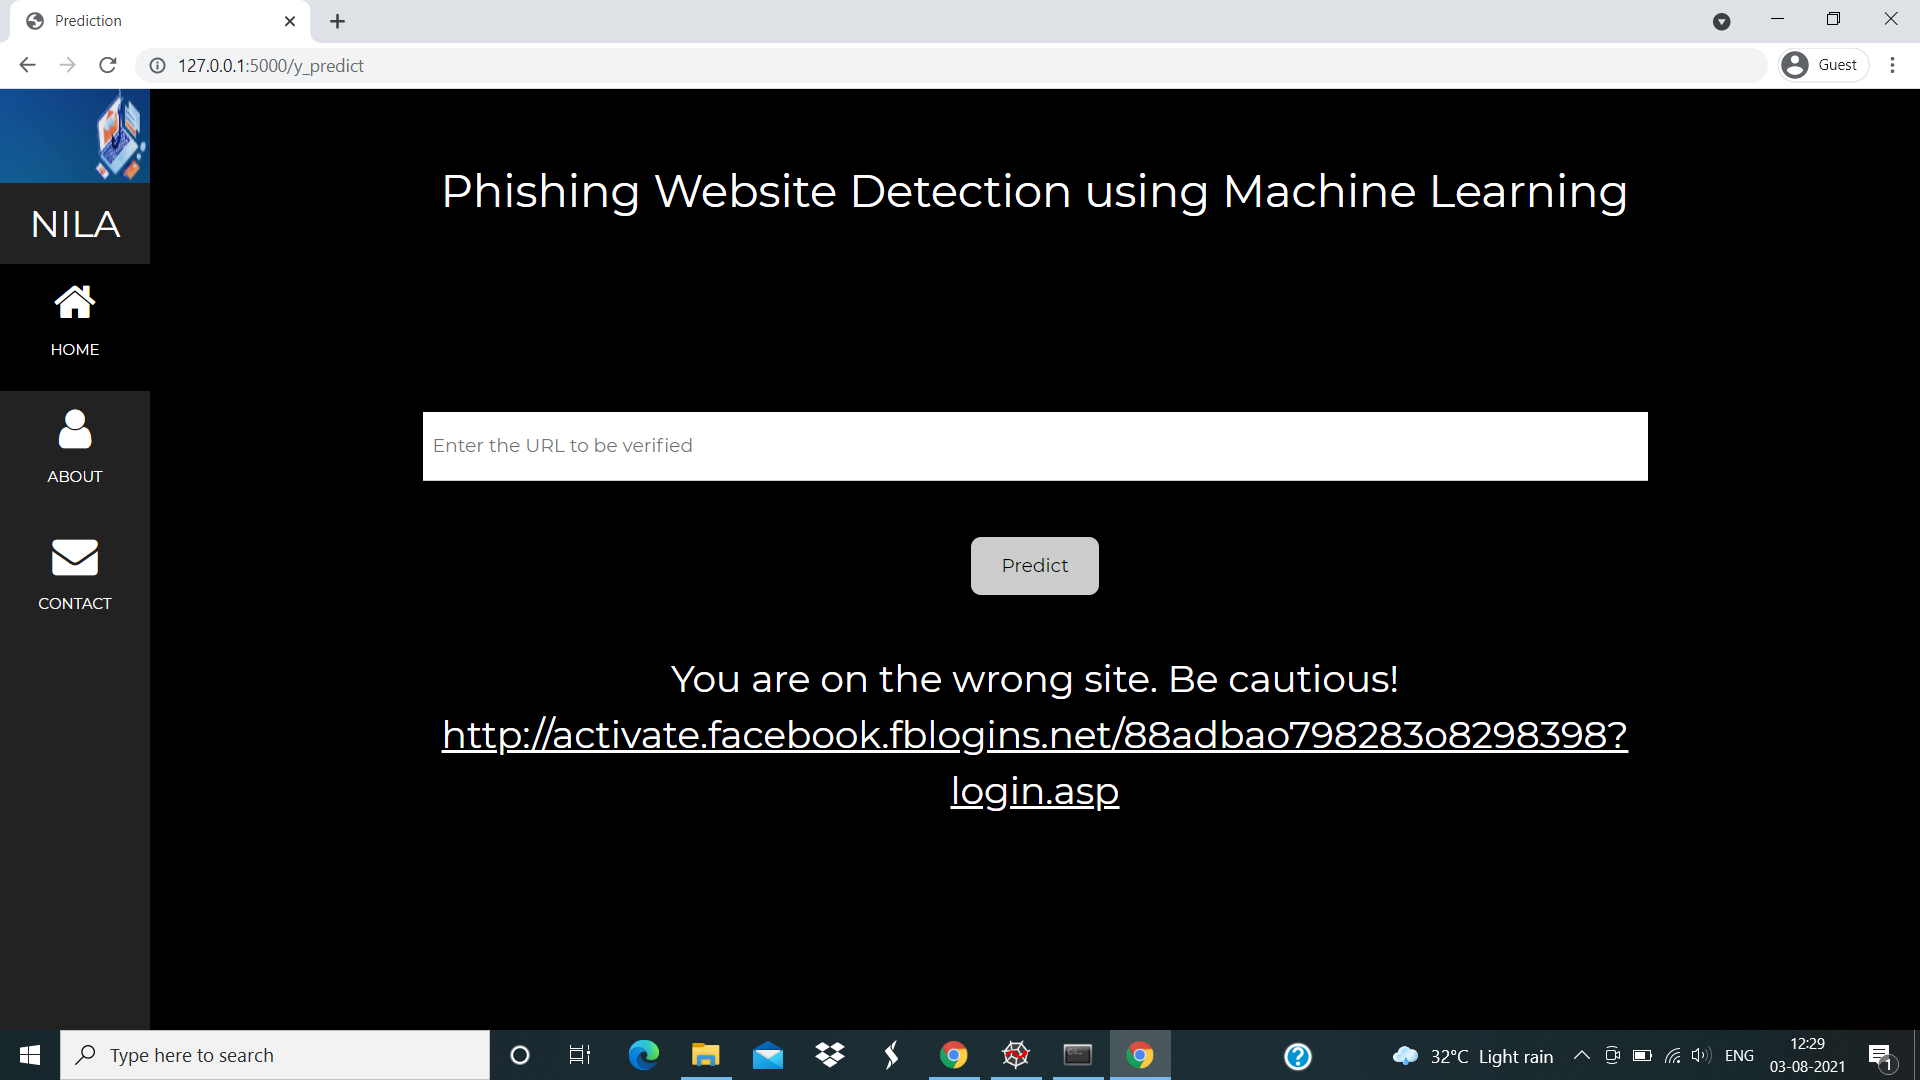 Prediction
127.0.0.1:5000/y_predict
Guest
NILA
HOME
ABOUT
CONTACT
Phishing Website Detection using Machine Learning
Enter the URL to be verified
Predict
You are on the wrong site. Be cautious!
http://activate.facebook.fblogins.net/88adbao798283o8298398?
login.asp
Type here to search
32°C Light rain
ENG
12:29
03-08-2021
1